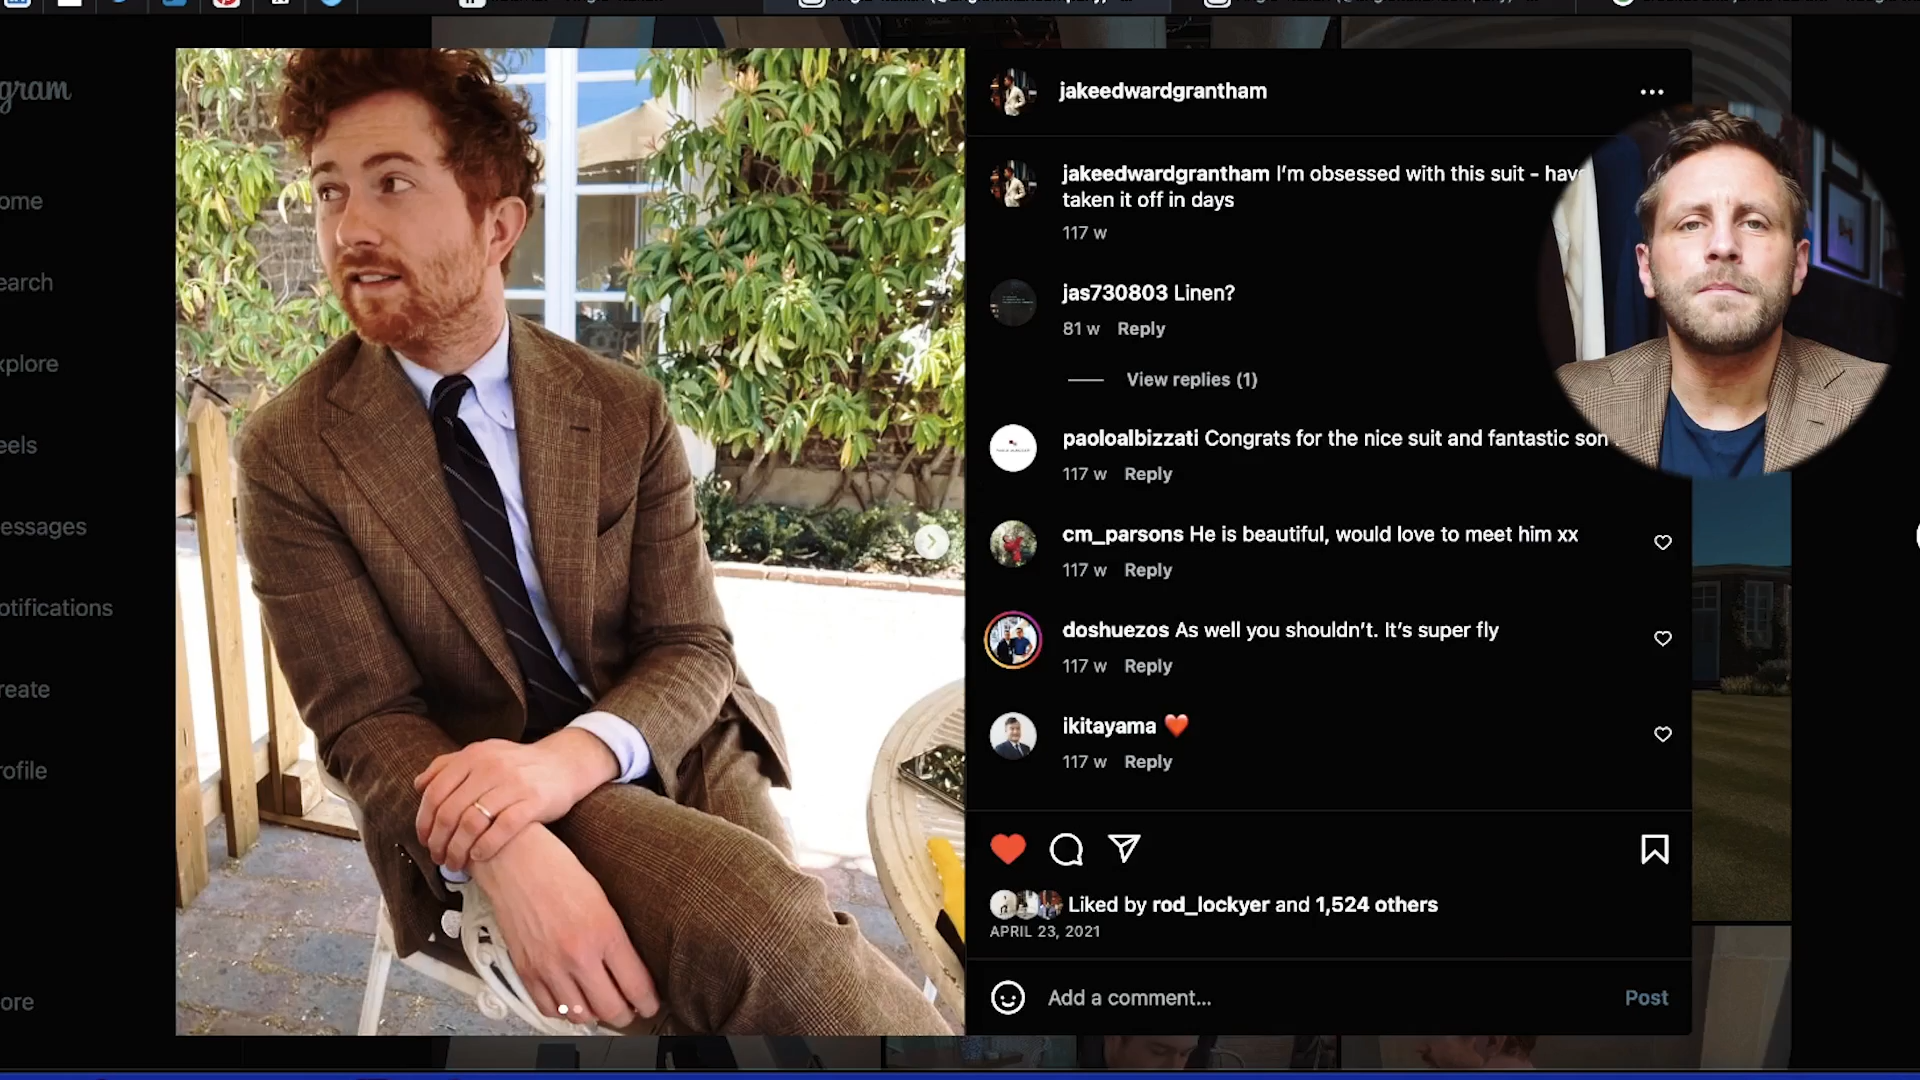 gram
ome
earch
xplore
eels
essages
otifications
reate
rofile
ore
jakeedwardgrantham
jakeedwardgrantham I'm obsessed with this suit - have
taken it off in days
117 w
jas730803 Linen?
81 w Reply
View replies (1)
paoloalbizzati Congrats for the nice suit and fantastic son
117 w Reply
cm_parsons He is beautiful, would love to meet him xx
117 w Reply
doshuezos As well you shouldn't. It's super fly
117 w Reply
ikitayama ❤️
117 w Reply
Liked by rod_lockyer and 1,524 others
APRIL 23, 2021
Add a comment...
Post